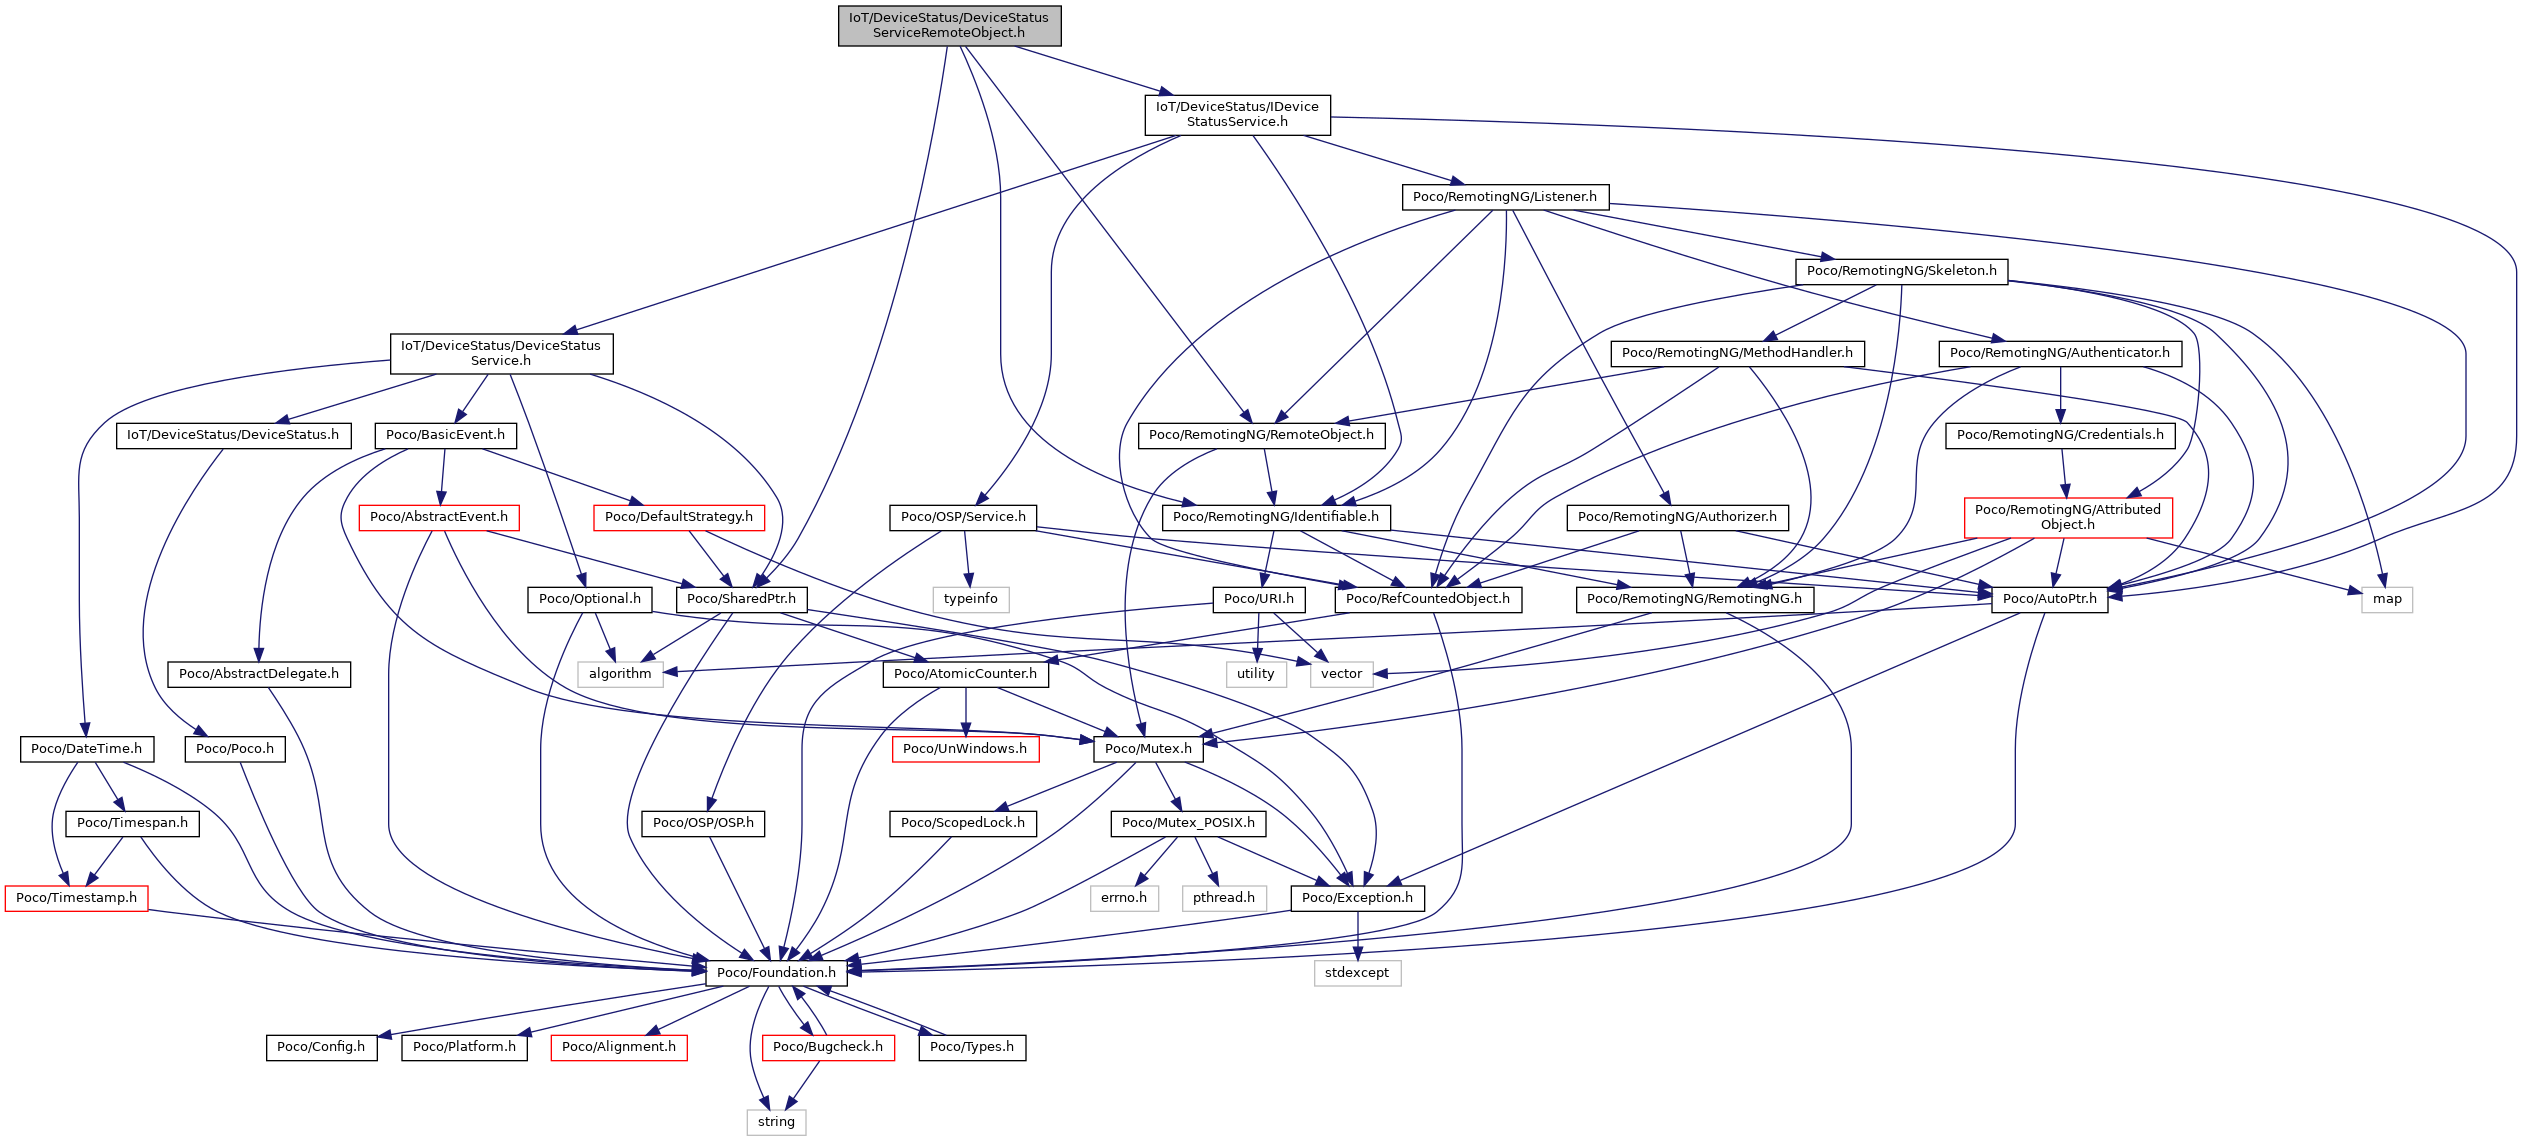 IoT/DeviceStatus/DeviceStatus
ServiceRemoteObject.h
IoT/DeviceStatus/IDevice
StatusService.h
Poco/RemotingNG/Listener.h
Poco/RemotingNG/Skeleton.h
IoT/DeviceStatus/DeviceStatus
Service.h
Poco/RemotingNG/MethodHandler.h
Poco/RemotingNG/Authenticator.h
IoT/DeviceStatus/DeviceStatus.h
Poco/BasicEvent.h
Poco/RemotingNG/RemoteObject.h
Poco/RemotingNG/Credentials.h
Poco/AbstractEvent.h
Poco/DefaultStrategy.h
Poco/OSP/Service.h
Poco/RemotingNG/Identifiable.h
Poco/RemotingNG/Authorizer.h
Poco/RemotingNG/Attributed
Object.h
Poco/Optional.h
Poco/SharedPtr.h
typeinfo
Poco/URI.h
Poco/RefCountedObject.h
Poco/RemotingNG/RemotingNG.h
Poco/AutoPtr.h
map
Poco/AbstractDelegate.h
algorithm
Poco/AtomicCounter.h
utility
vector
Poco/DateTime.h
Poco/Poco.h
Poco/UnWindows.h
Poco/Mutex.h
Poco/Timespan.h
Poco/OSP/OSP.h
Poco/ScopedLock.h
Poco/Mutex_POSIX.h
Poco/Timestamp.h
errno.h
pthread.h
Poco/Exception.h
Poco/Foundation.h
stdexcept
Poco/Config.h
Poco/Platform.h
Poco/Alignment.h
Poco/Bugcheck.h
Poco/Types.h
string